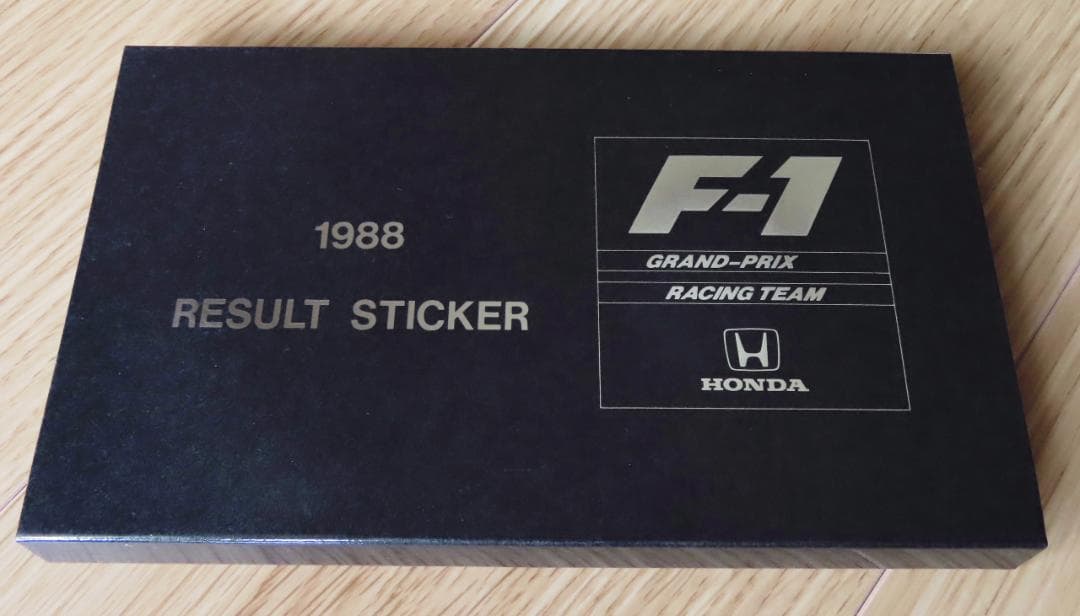 1988
RESULT STICKER
F-1
GRAND-PRIX
RACING TEAM
HONDA